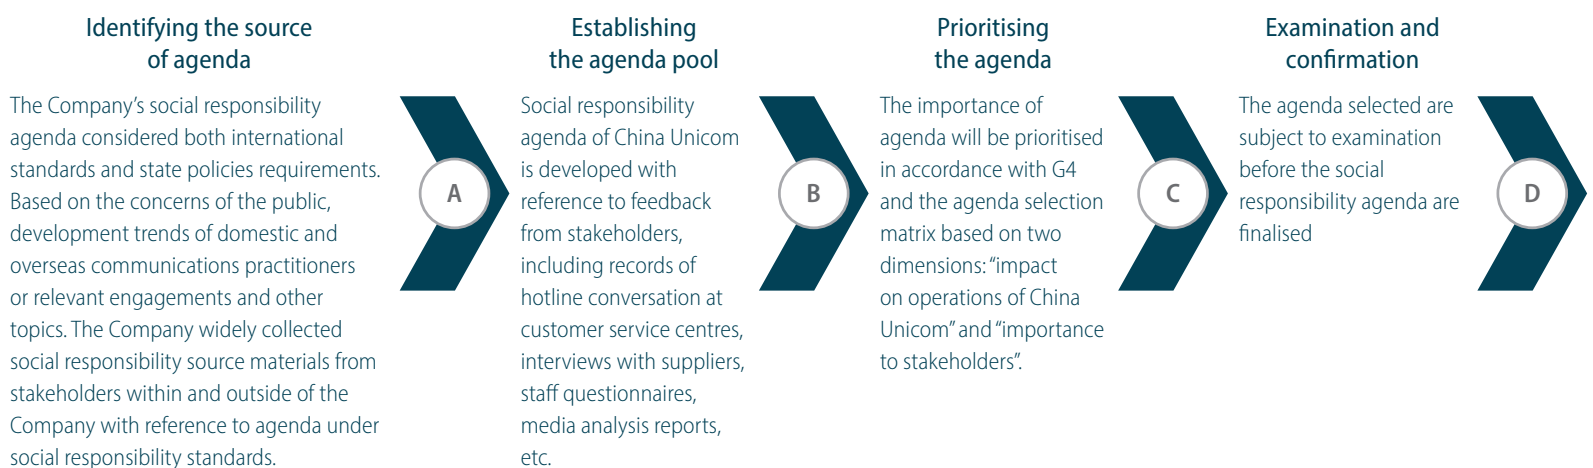 Identifying the source
of agenda
The Company's social responsibility
agenda considered both international
standards and state policies requirements.
Based on the concerns of the public,
development trends of domestic and
overseas communications practitioners
or relevant engagements and other
topics. The Company widely collected
social responsibility source materials from
stakeholders within and outside of the
Company with reference to agenda under
social responsibility standards.
A
Establishing
the agenda pool
Social responsibility
agenda of China Unicom
is developed with
reference to feedback
from stakeholders,
including records of
hotline conversation at
customer service centres,
interviews with suppliers,
staff questionnaires,
media analysis reports,
etc.
B
Prioritising
the agenda
The importance of
agenda will be prioritised
in accordance with G4
and the agenda selection
matrix based on two
dimensions: “impact
on operations of China
Unicom” and “importance
to stakeholders”.
C
Examination and
confirmation
The agenda selected are
subject to examination
before the social
responsibility agenda are
finalised
D